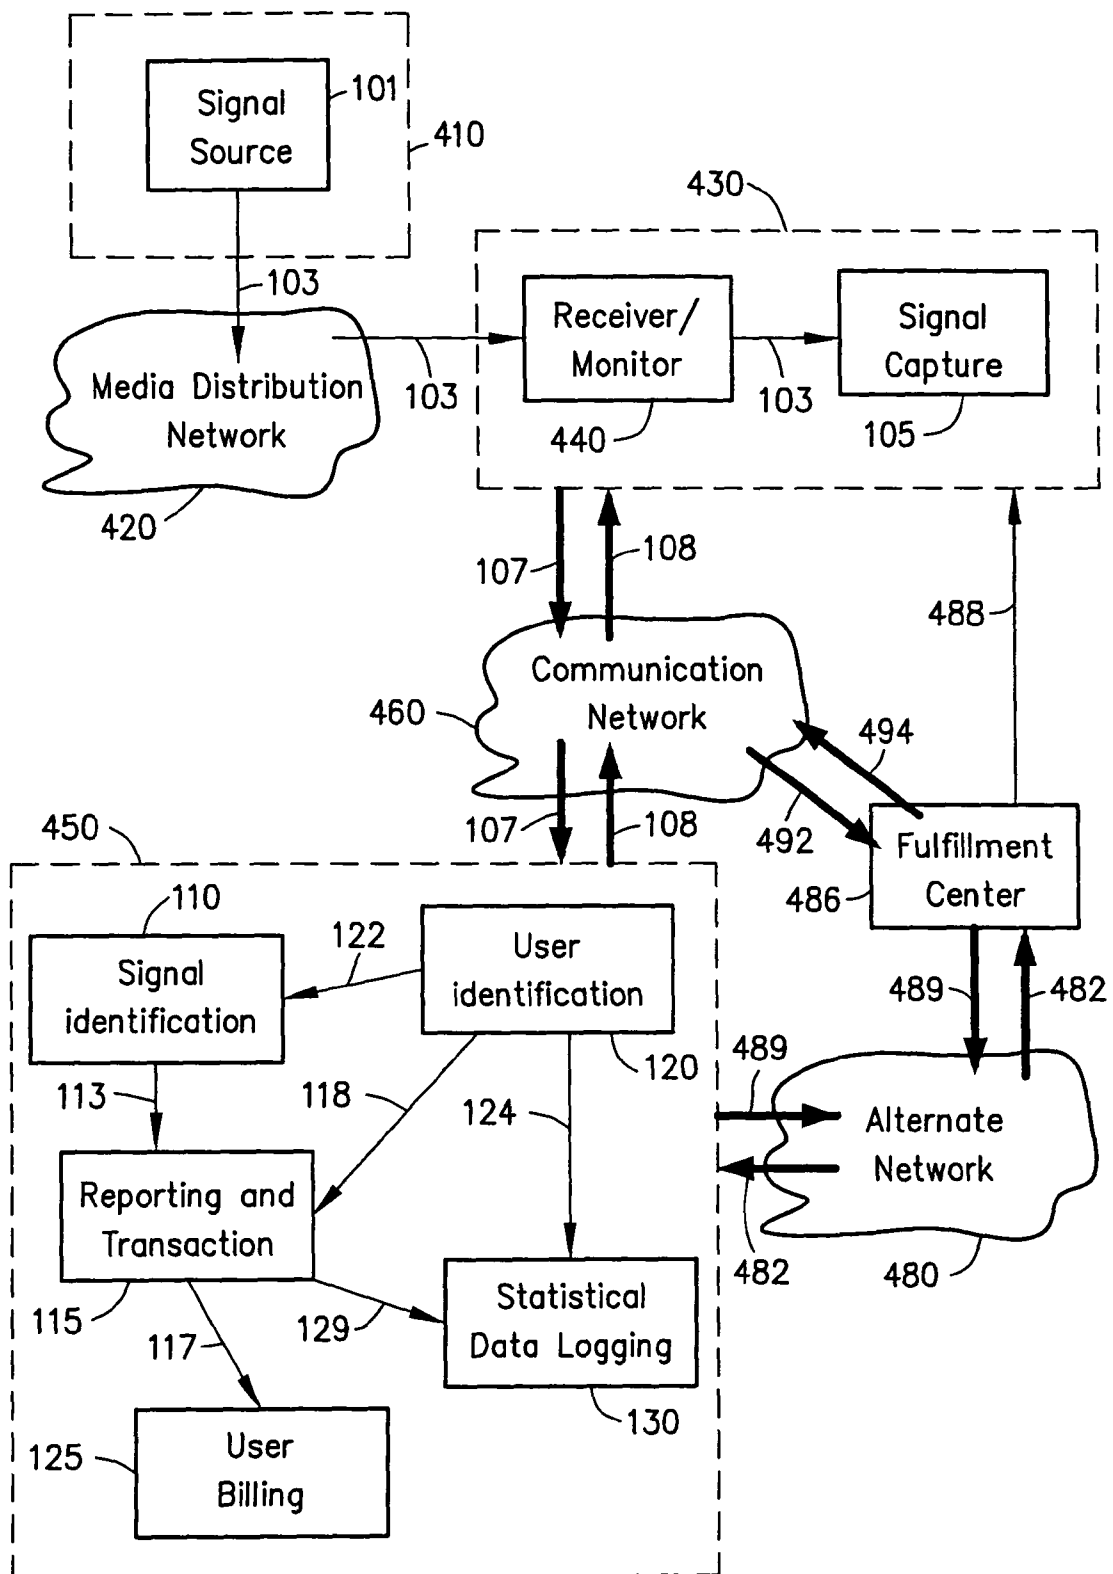 Signal
Source
101
410
103
430
Receiver/
Monitor
Signal
Capture
103
103
440
105
Media Distribution
Network
420
107
108
488
Communication
Network
460
494
492
107
108
Fulfillment
Center
486
450
110
Signal
identification
122
User
identification
120
489
482
113
118
124
489
Alternate
Network
482
480
Reporting and
Transaction
115
117
129
Statistical
Data Logging
130
125
User
Billing